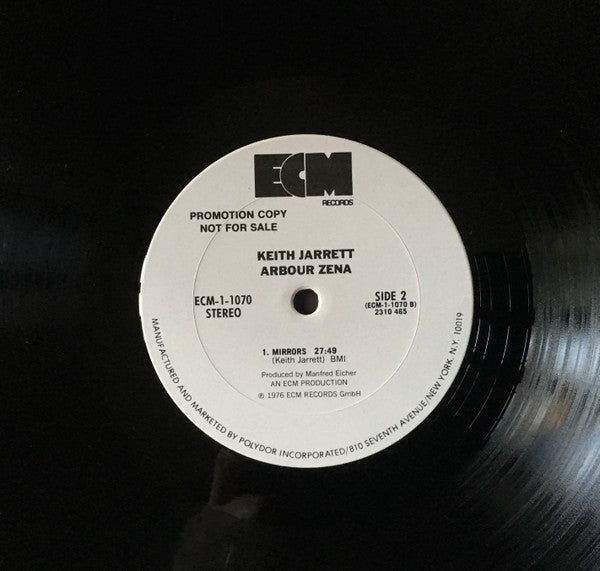 ECM
RECORDS
PROMOTION COPY
NOT FOR SALE
KEITH JARRETT
ARBOUR ZENA
ECM-1-1070
STEREO
SIDE 2
(ECM-1-1070 B)
2310 465
1. MIRRORS 27:49
(Keith Jarrett) BMI
Produced by Manfred Eicher
AN ECM PRODUCTION
℗ 1976 ECM RECORDS GmbH
MANUFACTURED AND MARKETED BY POLYDOR INCORPORATED/810 SEVENTH AVENUE/NEW YORK, N.Y. 10019